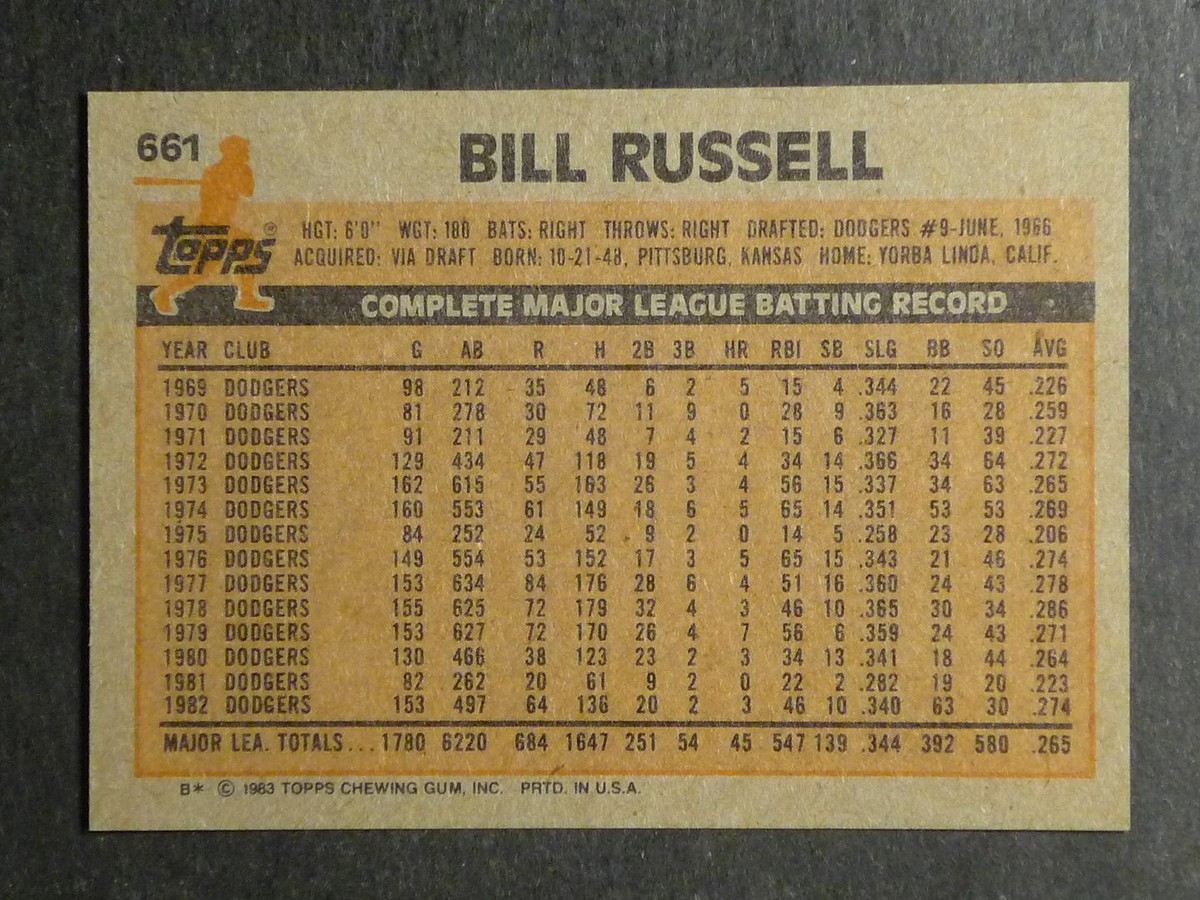 661 BILL RUSSELL
topps®
HGT: 6'0" WGT: 180 BATS: RIGHT THROWS: RIGHT DRAFTED: DODGERS #9-JUNE, 1966
ACQUIRED: VIA DRAFT BORN: 10-21-48, PITTSBURG, KANSAS HOME: YORBA LINDA, CALIF.
COMPLETE MAJOR LEAGUE BATTING RECORD
YEAR CLUB G AB R H 2B 3B HR RBI SB SLG BB SO AVG
1969 DODGERS 98 212 35 48 6 2 5 15 4 .344 22 45 .226
1970 DODGERS 81 278 30 72 11 9 0 28 9 .363 16 28 .259
1971 DODGERS 91 211 29 48 7 4 2 15 6 .327 11 39 .227
1972 DODGERS 129 434 47 118 19 5 4 34 14 .366 34 64 .272
1973 DODGERS 162 615 55 163 26 3 4 56 15 .337 34 63 .265
1974 DODGERS 160 553 61 149 18 6 5 65 14 .351 53 53 .269
1975 DODGERS 84 252 24 52 9 2 0 14 5 .258 23 28 .206
1976 DODGERS 149 554 53 152 17 3 5 65 15 .343 21 46 .274
1977 DODGERS 153 634 84 176 28 6 4 51 16 .360 24 43 .278
1978 DODGERS 155 625 72 179 32 4 3 46 10 .365 30 34 .286
1979 DODGERS 153 627 72 170 26 4 7 56 6 .359 24 43 .271
1980 DODGERS 130 466 38 123 23 2 3 34 13 .341 18 44 .264
1981 DODGERS 82 262 20 61 9 2 0 22 2 .282 19 20 .223
1982 DODGERS 153 497 64 136 20 2 3 46 10 .340 63 30 .274
MAJOR LEA. TOTALS... 1780 6220 684 1647 251 54 45 547 139 .344 392 580 .265
B* © 1983 TOPPS CHEWING GUM, INC. PRTD. IN U.S.A.